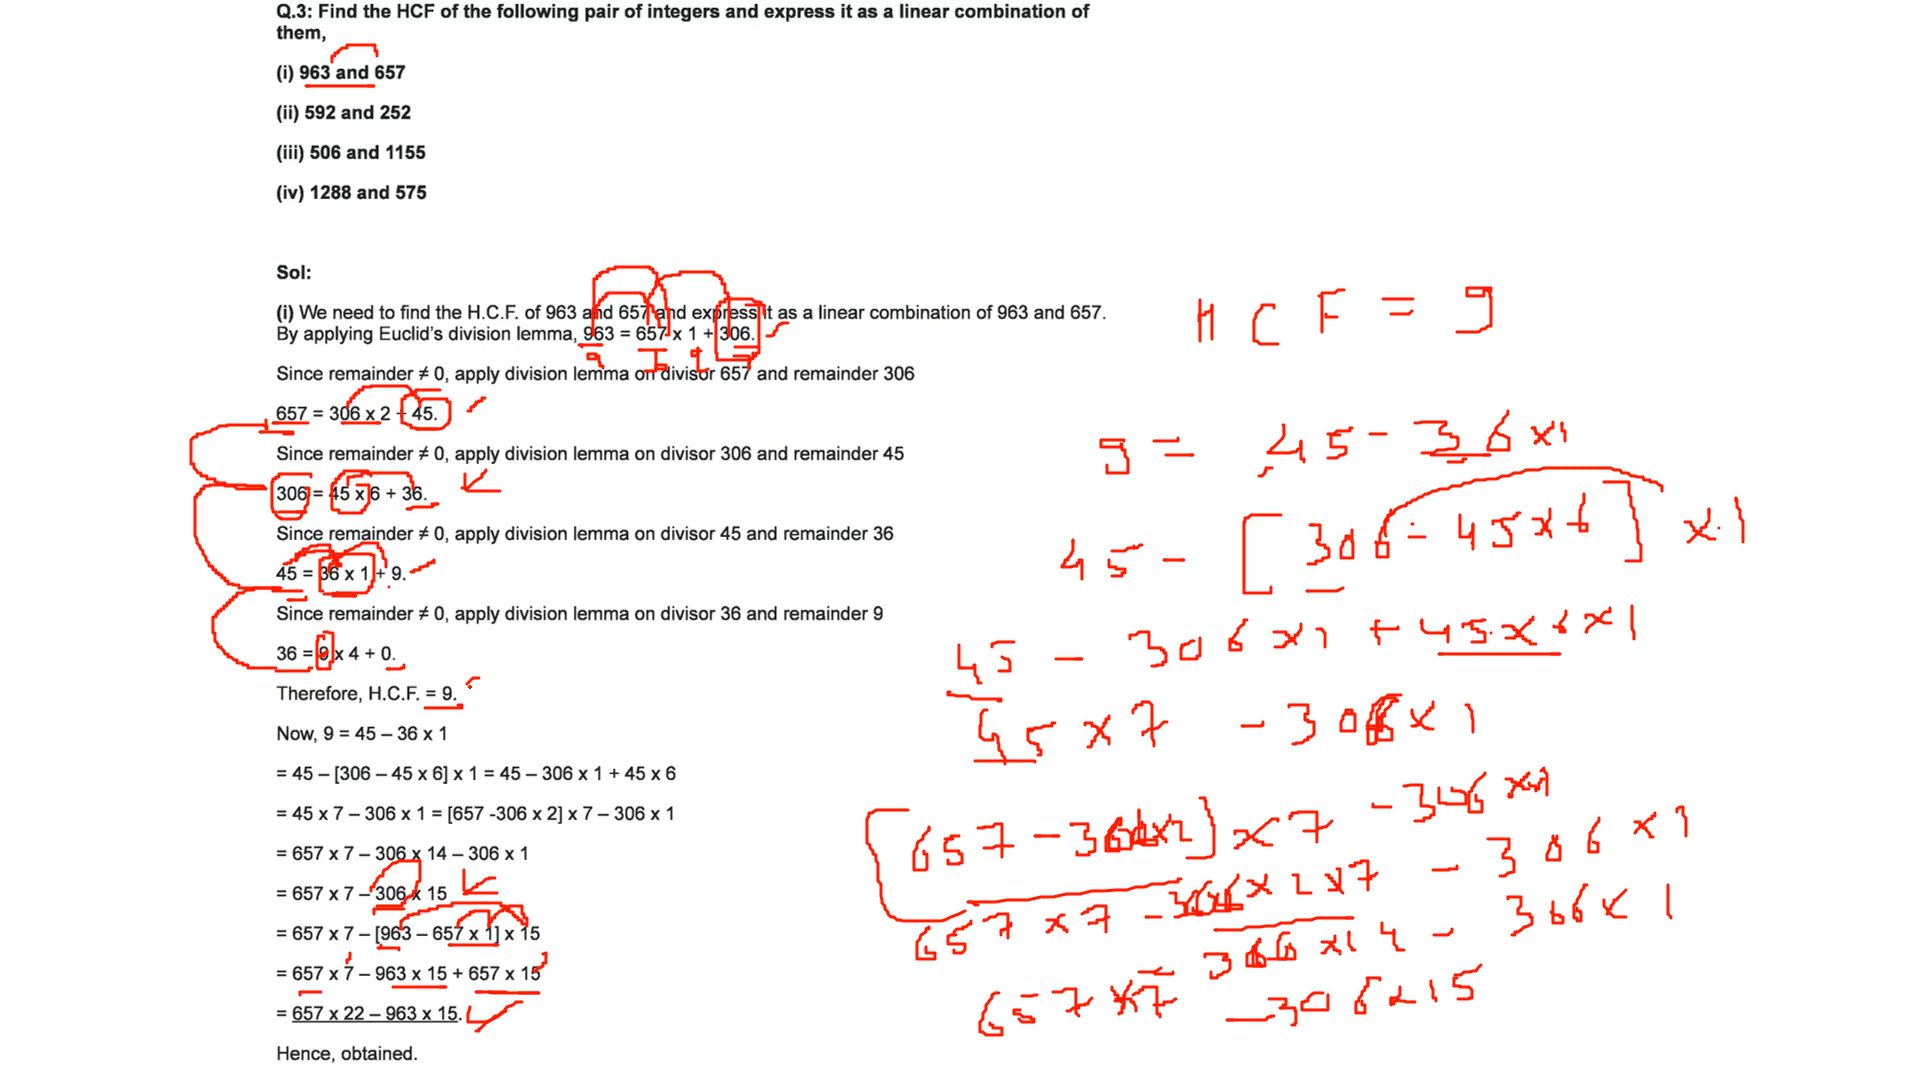 Q.3: Find the HCF of the following pair of integers and express it as a linear combination of
them,
(i) 963 and 657
(ii) 592 and 252
(iii) 506 and 1155
(iv) 1288 and 575
Sol:
(i) We need to find the H.C.F. of 963 and 657 and express it as a linear combination of 963 and 657.
By applying Euclid's division lemma, 963 = 657 x 1 + 306.
Since remainder ≠ 0, apply division lemma on divisor 657 and remainder 306
657 = 306 x 2 + 45.
Since remainder ≠ 0, apply division lemma on divisor 306 and remainder 45
306 = 45 x 6 + 36.
Since remainder ≠ 0, apply division lemma on divisor 45 and remainder 36
45 = 36 x 1 + 9.
Since remainder ≠ 0, apply division lemma on divisor 36 and remainder 9
36 = 9 x 4 + 0.
Therefore, H.C.F. = 9.
Now, 9 = 45 – 36 x 1
= 45 – [306 – 45 x 6] x 1 = 45 – 306 x 1 + 45 x 6
= 45 x 7 – 306 x 1 = [657 -306 x 2] x 7 – 306 x 1
= 657 x 7 – 306 x 14 – 306 x 1
= 657 x 7 – 306 x 15
= 657 x 7 – [963 – 657 x 1] x 15
= 657 x 7 – 963 x 15 + 657 x 15
= 657 x 22 – 963 x 15.
Hence, obtained.
HCF = 9
9 = 45 - 36 x 1
45 - [306 - 45 x 6] x 1
45 - 306 x 1 + 45 x 6 x 1
45 x 7 - 306 x 1
[657 - 306 x 2] x 7 - 306 x 1
657 x 7 - 306 x 2 x 7 - 306 x 1
- 306 x 14 - 306 x 1
657 x 7 - 306 x 15